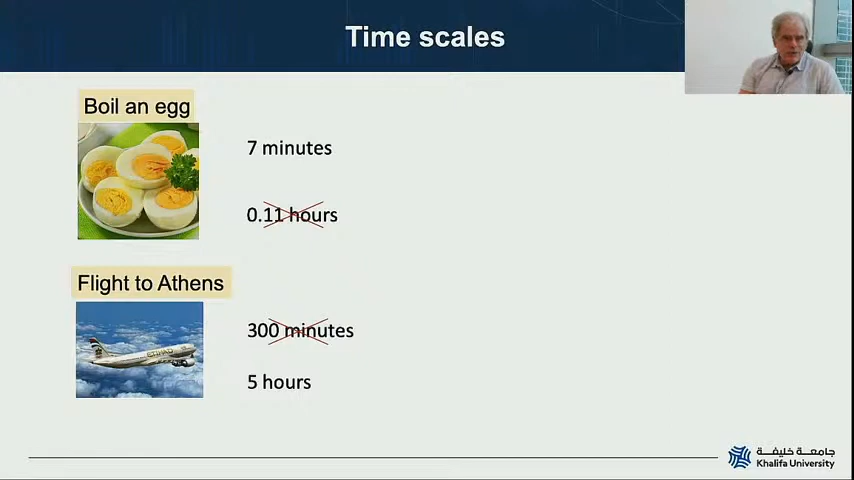 Time scales
Boil an egg
7 minutes
0.11 hours
Flight to Athens
300 minutes
ETIHAD
5 hours
جامعة خليفة
Khalifa University